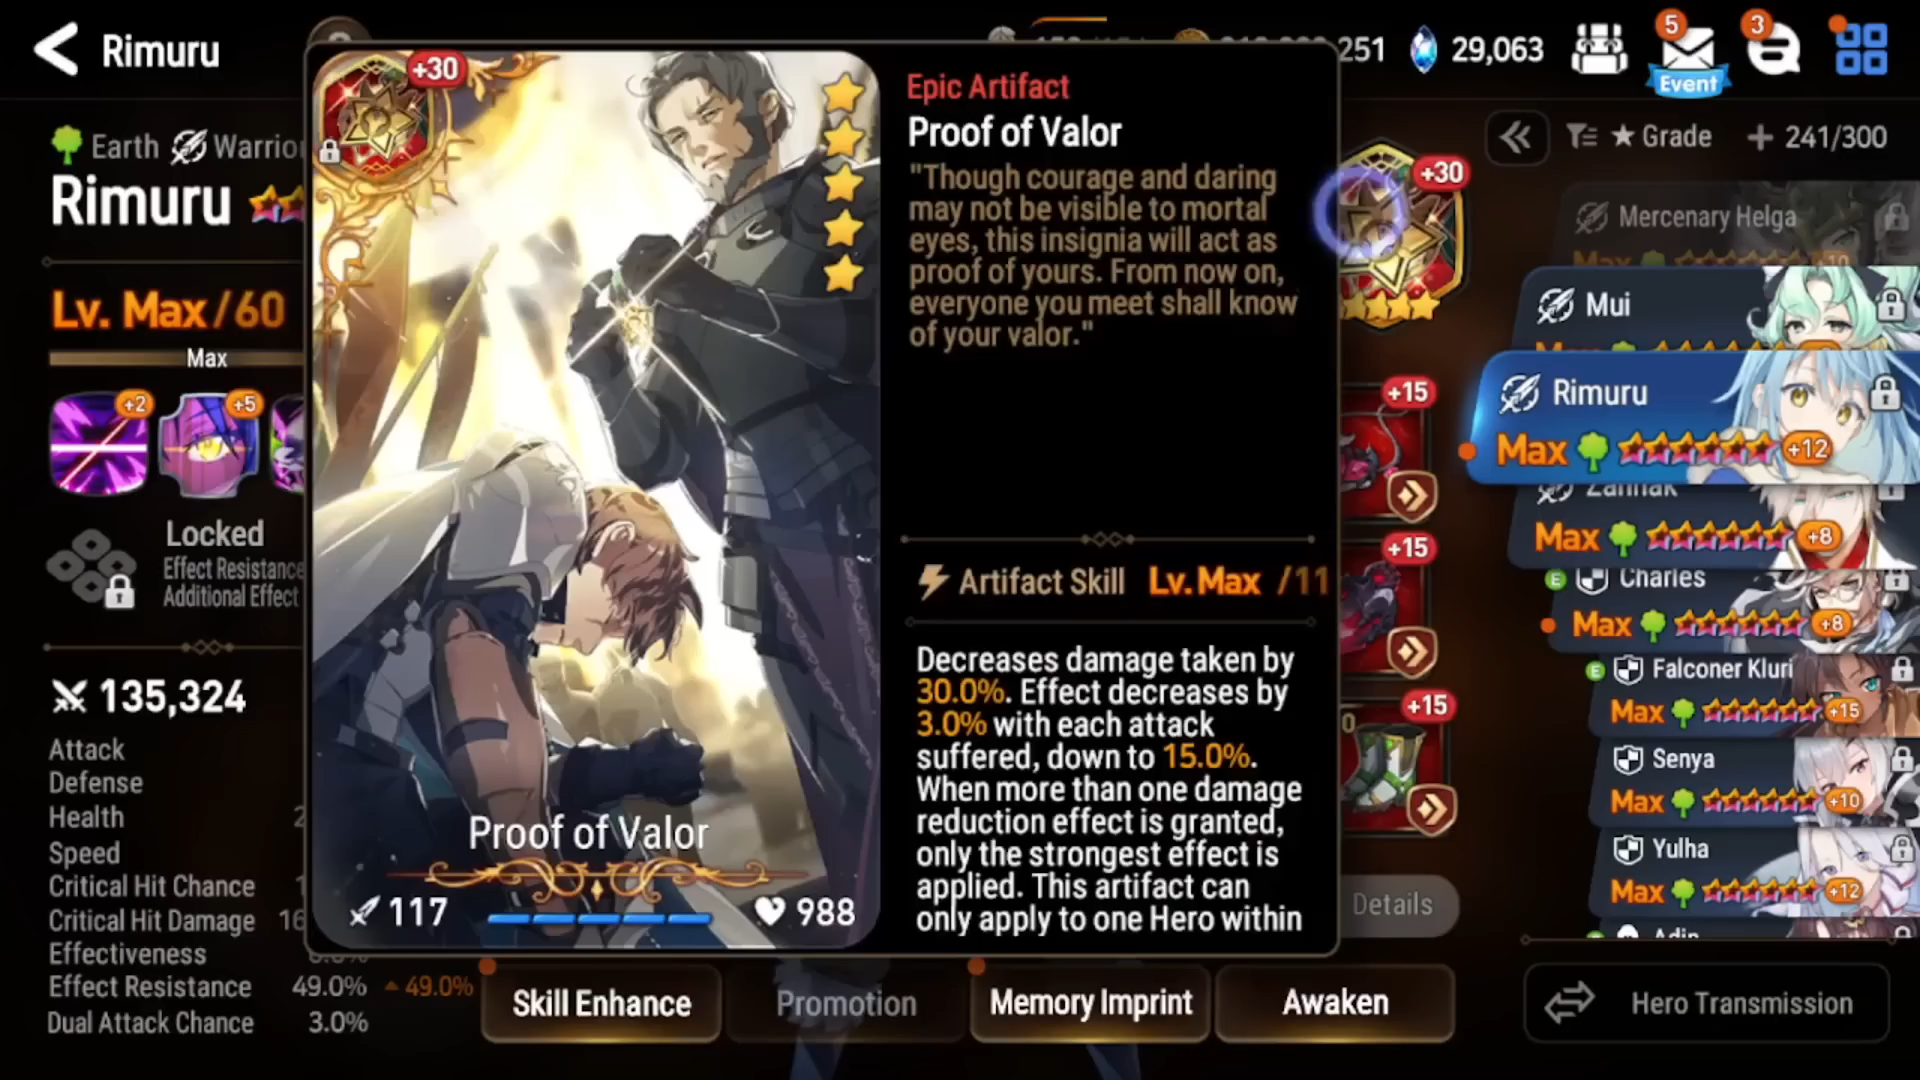 Rimuru
251
29,063
5
Event
3
Earth
Warrior
Rimuru
Lv. Max/60
Max
+2
+5
Locked
Effect Resistance
Additional Effect
135,324
Attack
Defense
Health
Speed
Critical Hit Chance
Critical Hit Damage 16
Effectiveness
Effect Resistance 49.0% 49.0%
Dual Attack Chance 3.0%
+30
Proof of Valor
117
988
Epic Artifact
Proof of Valor
"Though courage and daring
may not be visible to mortal
eyes, this insignia will act as
proof of yours. From now on,
everyone you meet shall know
of your valor."
Artifact Skill Lv.Max /11
Decreases damage taken by
30.0%. Effect decreases by
3.0% with each attack
suffered, down to 15.0%.
When more than one damage
reduction effect is granted,
only the strongest effect is
applied. This artifact can
only apply to one Hero within
+30
+15
+15
+15
Details
Grade
241/300
Mercenary Helga
Mui
Rimuru
Max +12
Zahhak
Max +8
Charles
Max +8
Falconer Kluri
Max +15
Senya
Max +10
Yulha
Max +12
Adin
Skill Enhance
Promotion
Memory Imprint
Awaken
Hero Transmission